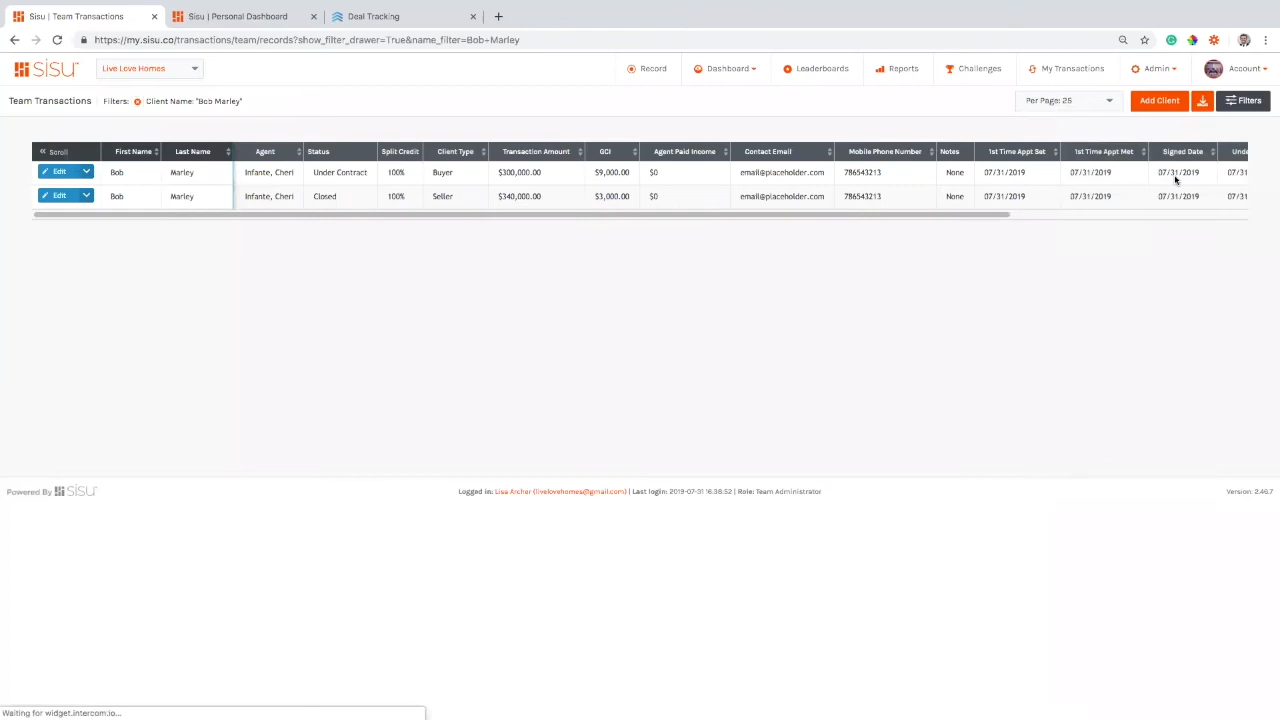 Sisu | Team Transactions
Sisu | Personal Dashboard
Deal Tracking
https://my.sisu.co/transactions/team/records?show_filter_drawer=True&name_filter=Bob+Marley
sisu
Live Love Homes
Record
Dashboard
Leaderboards
Reports
Challenges
My Transactions
Admin
Account
Team Transactions
Filters:
Client Name: "Bob Marley"
Per Page: 25
Add Client
Filters
Scroll First Name Last Name Agent Status Split Credit Client Type Transaction Amount GCI Agent Paid Income Contact Email Mobile Phone Number Notes 1st Time Appt Set 1st Time Appt Met Signed Date Unde
Edit Bob Marley Infante, Cheri Under Contract 100% Buyer $300,000.00 $9,000.00 $0 email@placeholder.com 786543213 None 07/31/2019 07/31/2019 07/31/2019 07/31
Edit Bob Marley Infante, Cheri Closed 100% Seller $340,000.00 $3,000.00 $0 email@placeholder.com 786543213 None 07/31/2019 07/31/2019 07/31/2019 07/31
Powered By sisu
Logged in: Lisa Archer (livelovehomes@gmail.com) | Last login: 2019-07-31 16:38:52 | Role: Team Administrator
Version: 2.46.7
Waiting for widget.intercom.io...